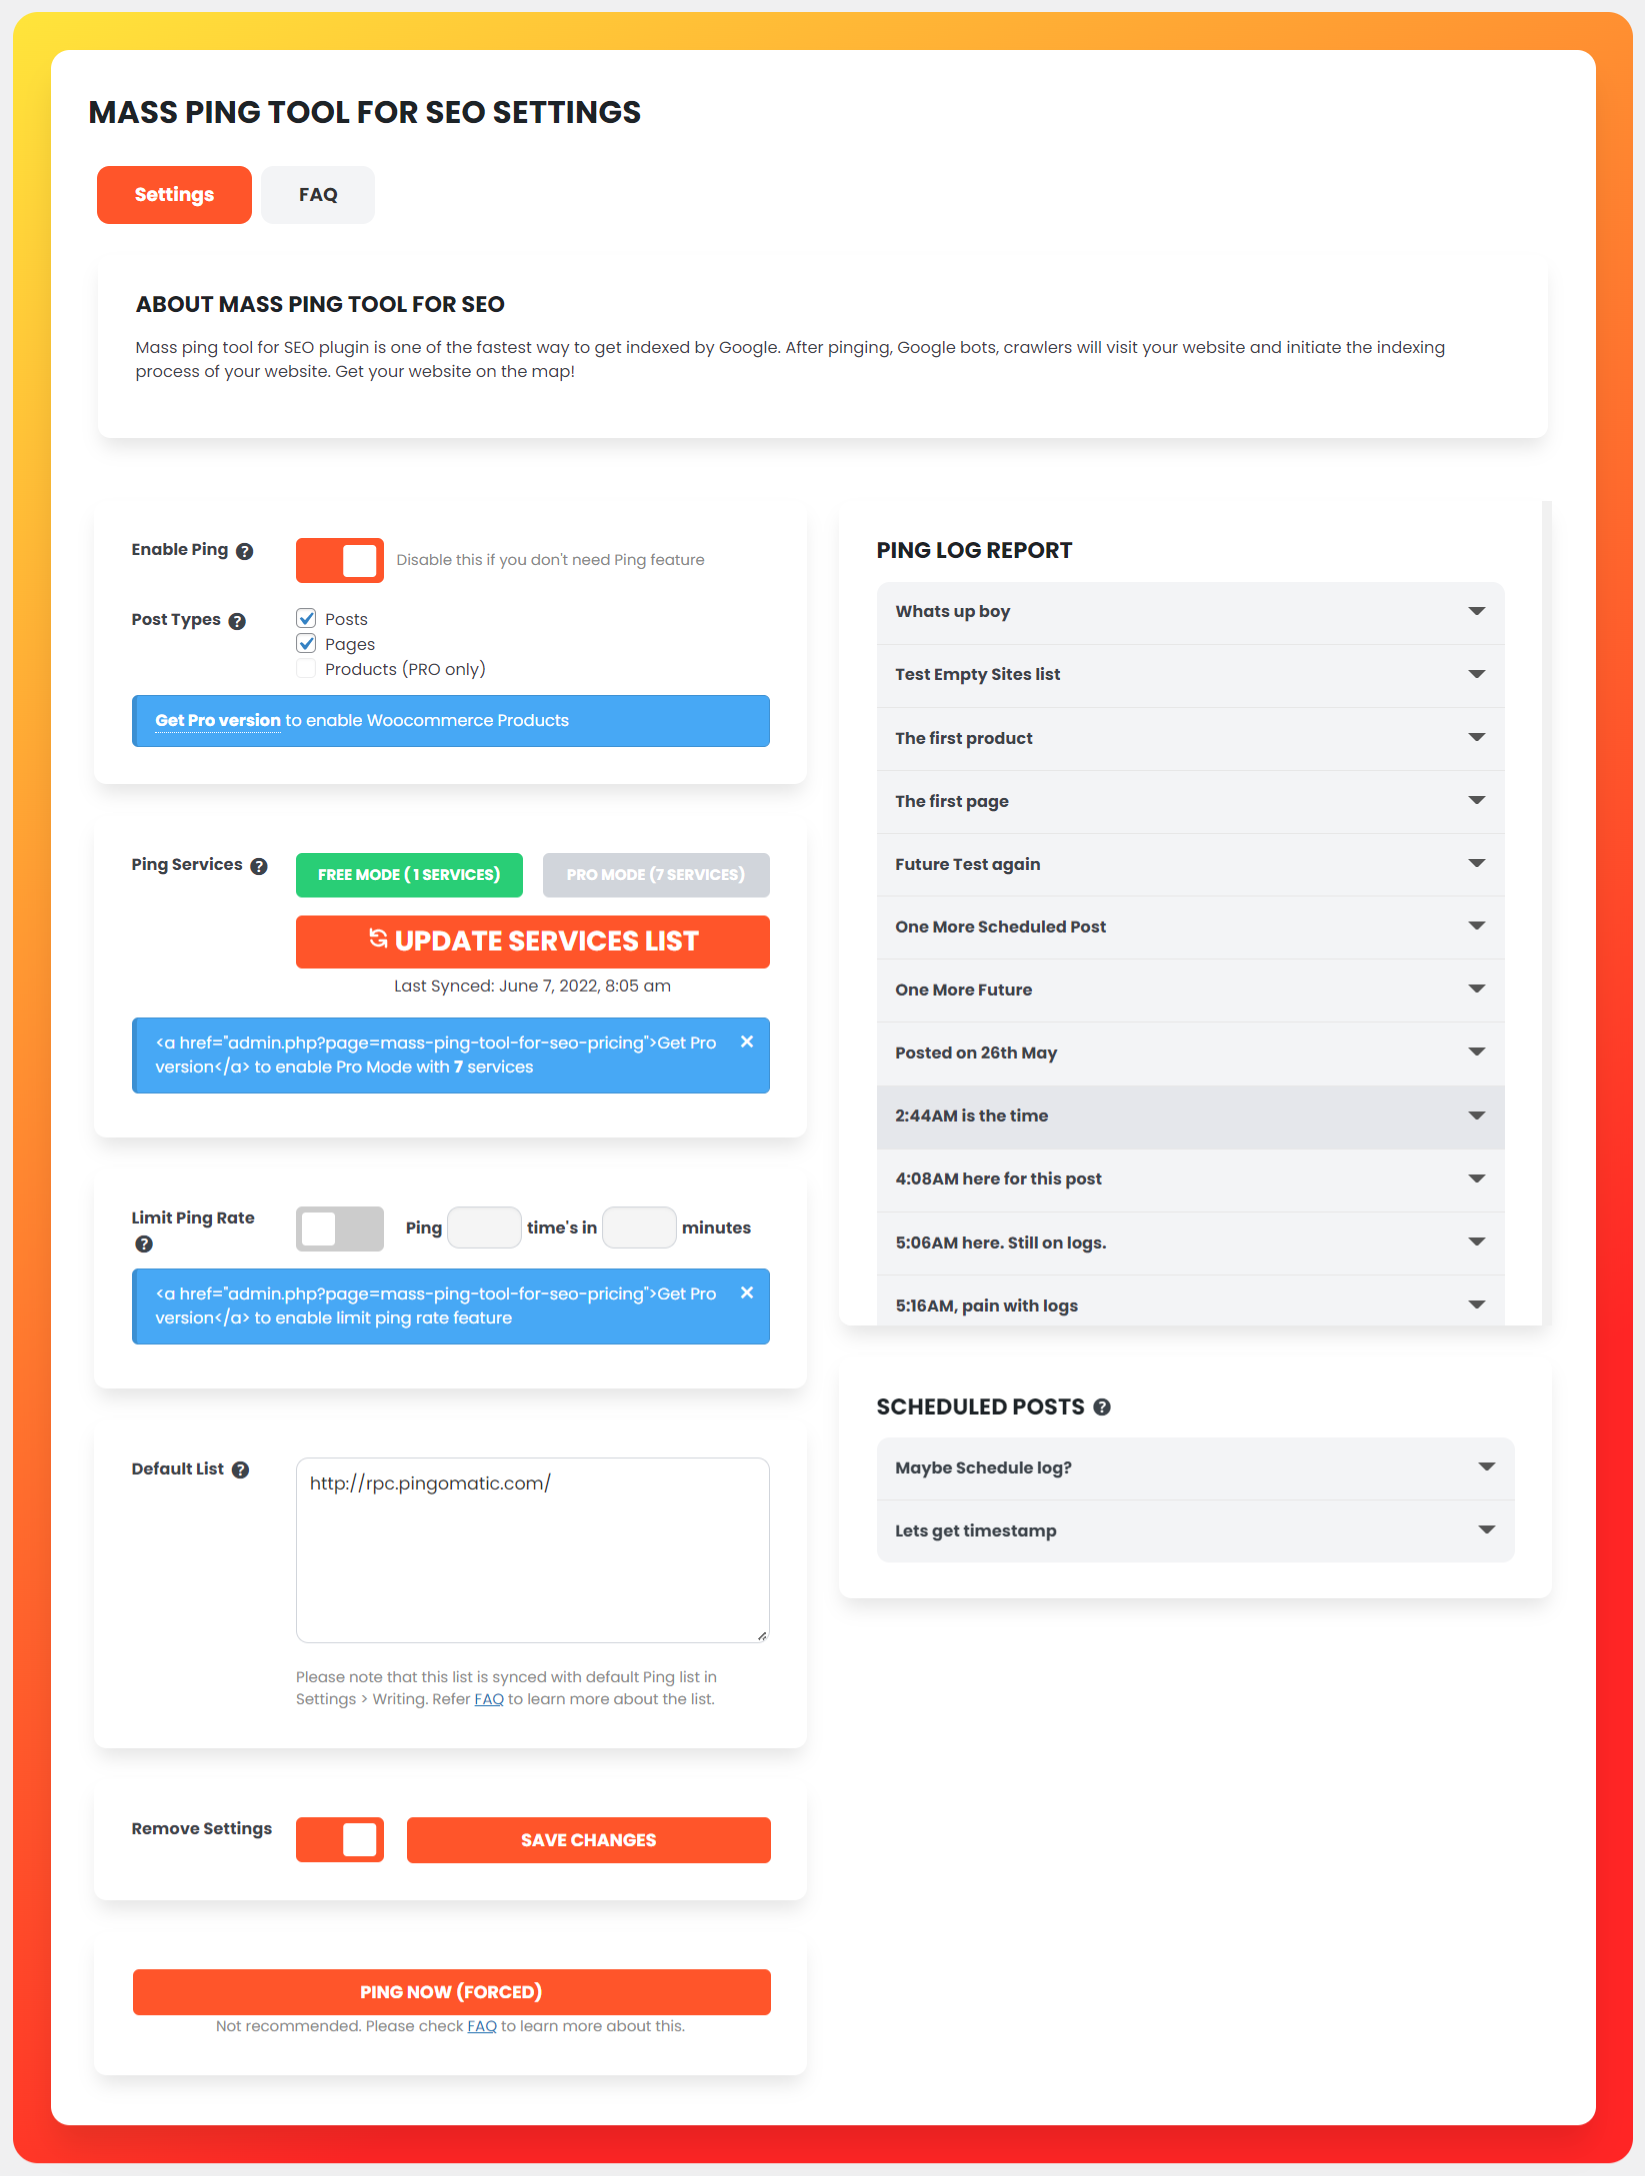 MASS PING TOOL FOR SEO SETTINGS
Settings
FAQ
ABOUT MASS PING TOOL FOR SEO
Mass ping tool for SEO plugin is one of the fastest way to get indexed by Google. After pinging, Google bots, crawlers will visit your website and initiate the indexing
process of your website. Get your website on the map!
Enable Ping ?
Disable this if you don't need Ping feature
Post Types ?
Posts
Pages
Products (PRO only)
Get Pro version to enable Woocommerce Products
Ping Services ?
FREE MODE ( 1 SERVICES)
PRO MODE (7 SERVICES)
UPDATE SERVICES LIST
Last Synced: June 7, 2022, 8:05 am
<a href="admin.php?page=mass-ping-tool-for-seo-pricing">Get Pro ×
version</a> to enable Pro Mode with 7 services
Limit Ping Rate
?
Ping time's in minutes
<a href="admin.php?page=mass-ping-tool-for-seo-pricing">Get Pro ×
version</a> to enable limit ping rate feature
Default List ?
http://rpc.pingomatic.com/
Please note that this list is synced with default Ping list in
Settings > Writing. Refer FAQ to learn more about the list.
Remove Settings
SAVE CHANGES
PING NOW (FORCED)
Not recommended. Please check FAQ to learn more about this.
PING LOG REPORT
Whats up boy
Test Empty Sites list
The first product
The first page
Future Test again
One More Scheduled Post
One More Future
Posted on 26th May
2:44AM is the time
4:08AM here for this post
5:06AM here. Still on logs.
5:16AM, pain with logs
SCHEDULED POSTS ?
Maybe Schedule log?
Lets get timestamp